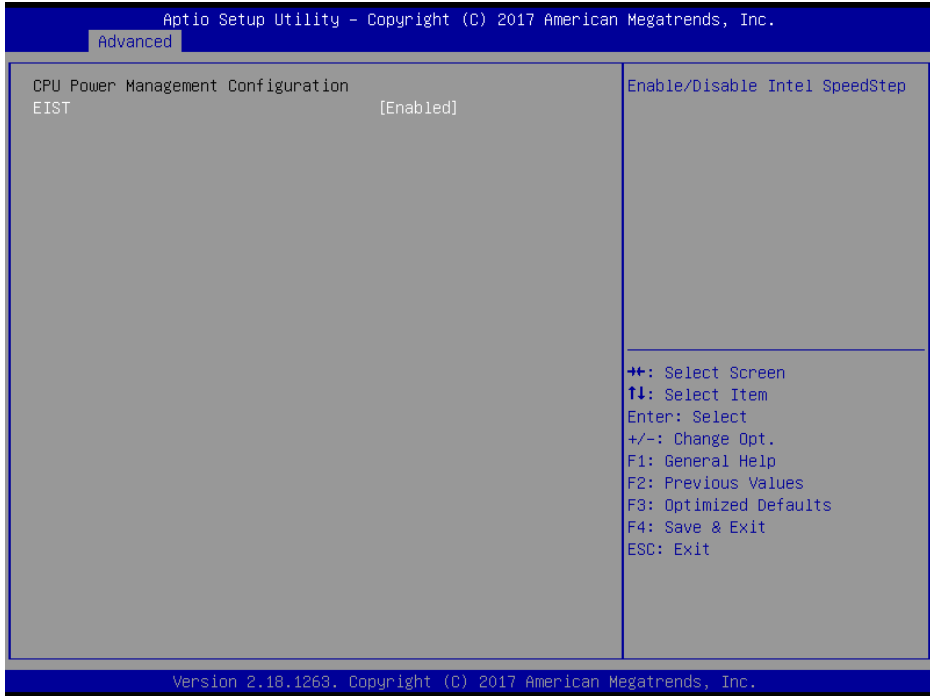 Aptio Setup Utility – Copyright (C) 2017 American Megatrends, Inc.
Advanced
CPU Power Management Configuration
EIST [Enabled]
Enable/Disable Intel SpeedStep
→←: Select Screen
↑↓: Select Item
Enter: Select
+/-: Change Opt.
F1: General Help
F2: Previous Values
F3: Optimized Defaults
F4: Save & Exit
ESC: Exit
Version 2.18.1263. Copyright (C) 2017 American Megatrends, Inc.